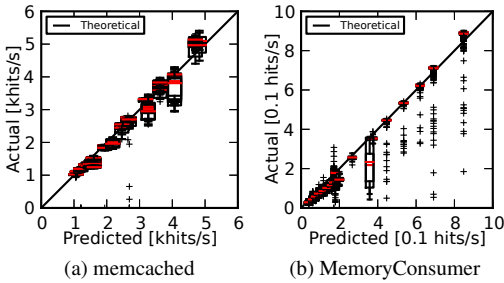 6
5
4
3
2
1
0
Actual [khits/s]
Theoretical
0 1 2 3 4 5 6
Predicted [khits/s]
(a) memcached
10
8
6
4
2
0
Actual [0.1 hits/s]
Theoretical
0 2 4 6 8 10
Predicted [0.1 hits/s]
(b) MemoryConsumer